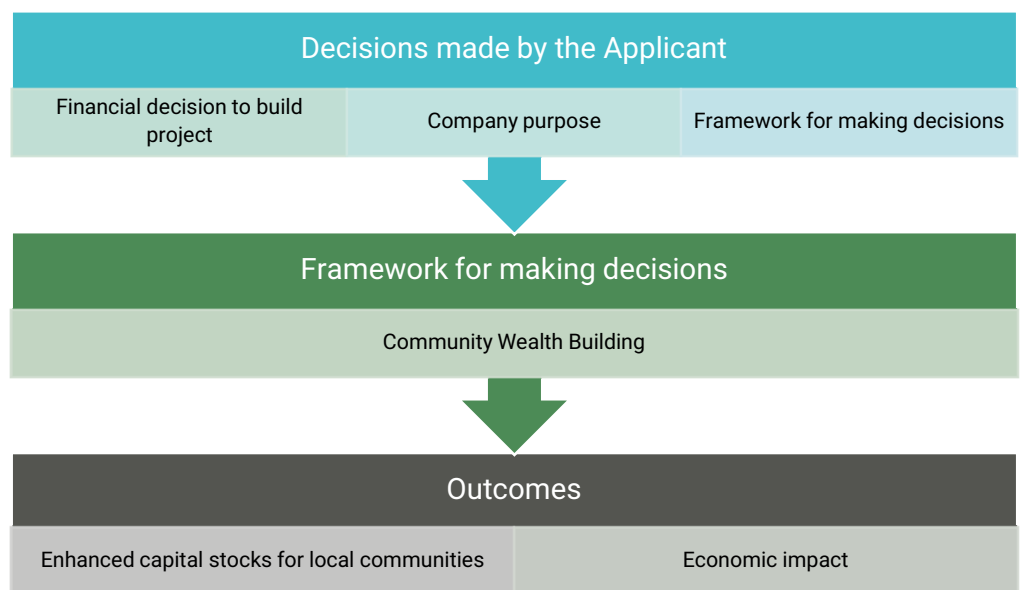 Decisions made by the Applicant
Financial decision to build
project
Company purpose
Framework for making decisions
Framework for making decisions
Community Wealth Building
Outcomes
Enhanced capital stocks for local communities
Economic impact